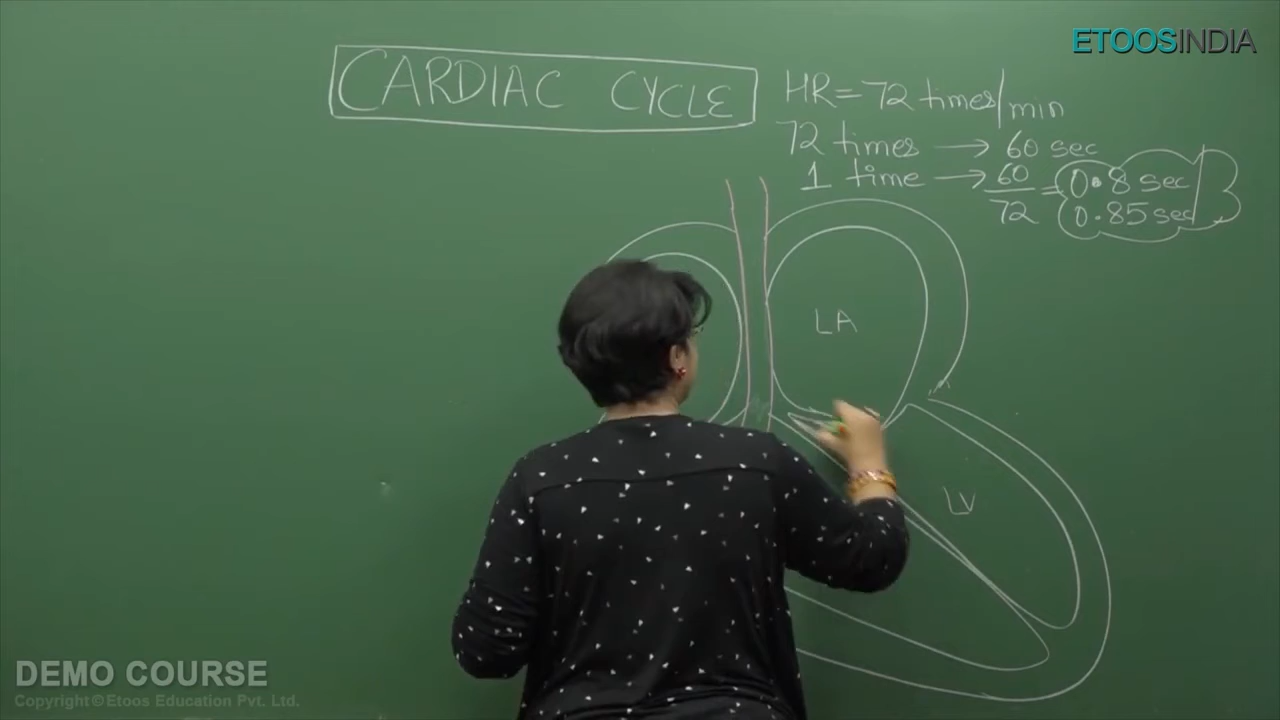 ETOOSINDIA
CARDIAC CYCLE
HR = 72 times/min
72 times → 60 sec
1 time → 60/72 = 0.8 sec
0.85 sec
LA
LV
DEMO COURSE
Copyright © Etoos Education Pvt. Ltd.